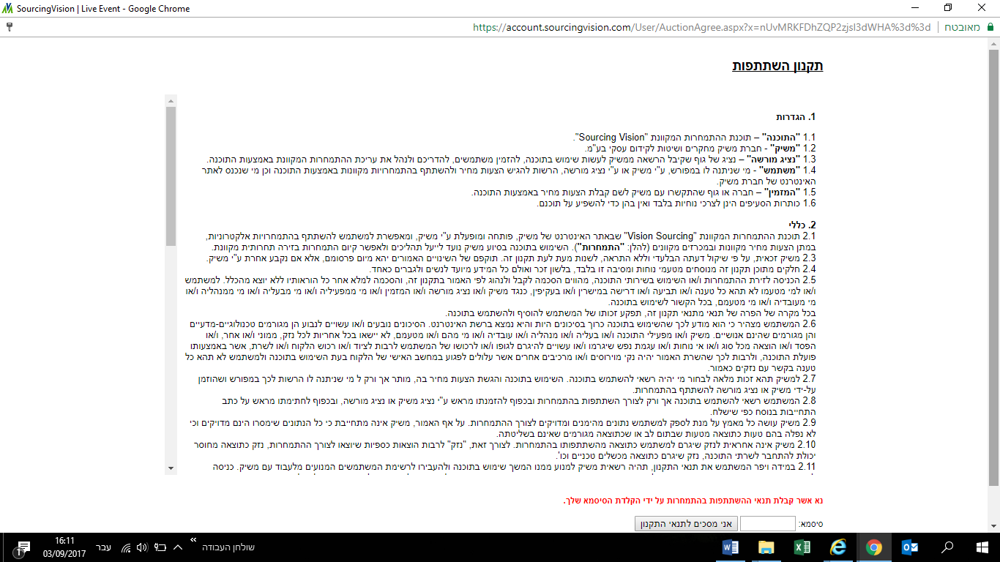 SourcingVision | Live Event - Google Chrome
https://account.sourcingvision.com/User/AuctionAgree.aspx?x=nUvMRKFDhZQP2zjsI3dWHA%3d%3d
מאובטח
תקנון השתתפות
1. הגדרות
1.1 "התוכנה" – תוכנת ההתמחרות המקוונת "Sourcing Vision".
1.2 "משיק" - חברת משיק מחקרים ושיטות לקידום עסקי בע"מ.
1.3 "נציג מורשה" – נציג של גוף שקיבל הרשאה ממשיק לעשות שימוש בתוכנה, להזמין משתמשים, להדריכם ולנהל את עריכת ההתמחרות המקוונת באמצעות התוכנה.
1.4 "משתמש" - מי שניתנה לו במפורש, ע"י משיק או ע"י נציג מורשה, הרשות להגיש הצעות מחיר ולהשתתף בהתמחרויות מקוונות באמצעות התוכנה וכן מי שנכנס לאתר
האינטרנט של חברת משיק.
1.5 "המזמין" – חברה או גוף שהתקשרו עם משיק לשם קבלת הצעות מחיר באמצעות התוכנה.
1.6 כותרות הסעיפים הינן לצרכי נוחיות בלבד ואין בהן כדי להשפיע על תוכנם.
2. כללי
2.1 תוכנת ההתמחרות המקוונת "Vision Sourcing" שבאתר האינטרנט של משיק, פותחה ומופעלת ע"י משיק, ומאפשרת למשתמש להשתתף בהתמחרויות אלקטרוניות,
במתן הצעות מחיר מקוונות ובמכרזים מקוונים (להלן: "התמחרות"). השימוש בתוכנה בסיוע משיק נועד לייעל תהליכים ולאפשר קיום התמחרות בזירה תחרותית מקוונת.
2.3 משיק זכאית, על פי שיקול דעתה הבלעדי וללא התראה, לשנות מעת לעת תקנון זה. תוקפם של השינויים האמורים יהא מיום פרסומם, אלא אם נקבע אחרת ע"י משיק.
2.4 חלקים מתוכן תקנון זה מנוסחים מטעמי נוחות ומסיבה זו בלבד, בלשון זכר ואולם כל המידע מיועד לנשים ולגברים כאחד.
2.5 הכניסה לזירת ההתמחרות ו/או השימוש בשירותי התוכנה, מהווים הסכמה לקבל ולנהוג לפי האמור בתקנון זה, והסכמה למלא אחר כל הוראותיו ללא יוצא מהכלל. למשתמש
ו/או למי מטעמו לא תהא כל טענה ו/או תביעה ו/או דרישה במישרין ו/או בעקיפין, כנגד משיק ו/או נציג מורשה ו/או המזמין ו/או מי ממפעיליה ו/או מי מבעליה ו/או מי ממנהליה ו/או
מי מעובדיה ו/או מי מטעמם, בכל הקשור לשימוש בתוכנה.
בכל מקרה של הפרה של תנאי מתנאי תקנון זה, תפקע זכותו של המשתמש להוסיף ולהשתמש בתוכנה.
2.6 המשתמש מצהיר כי הוא מודע לכך שהשימוש בתוכנה כרוך בסיכונים היות והיא נמצא ברשת האינטרנט. הסיכונים נובעים ו/או עשויים לנבוע הן מגורמים טכנולוגיים-מדעיים
והן מגורמים שהינם אנושיים. משיק ו/או מפעילי התוכנה ו/או בעליה ו/או מנהליה ו/או עובדיה ו/או מי מהם ו/או מטעמם, לא יישאו בכל אחריות לכל נזק, ממוני ו/או אחר, ו/או
הפסד ו/או הוצאה מכל סוג ו/או אי נוחות ו/או עגמת נפש שיגרמו ו/או עשויים להיגרם לגופו ו/או לרכושו של המשתמש לרבות לציוד ו/או רכוש הלקוח ו/או לשרת, אשר באמצעותו
פועלת התוכנה, ולרבות לכך שהשרת האמור יהיה נקי מוירוסים ו/או מרכיבים אחרים אשר עלולים לפגוע במחשב האישי של הלקוח בעת השימוש בתוכנה ולמשתמש לא תהא כל
טענה בקשר עם נזקים כאמור.
2.7 למשיק תהא זכות מלאה לבחור מי יהיה רשאי להשתמש בתוכנה. השימוש בתוכנה והגשת הצעות מחיר בה, מותר אך ורק ל מי שניתנה לו הרשות לכך במפורש ושהוזמן
על-ידי משיק או נציג מורשה להשתתף בהתמחרות.
2.8 המשתמש רשאי להשתמש בתוכנה אך ורק לצורך השתתפות בהתמחרות ובכפוף להזמנתו מראש ע"י נציג משיק או נציג מורשה, ובכפוף לחתימתו מראש על כתב
התחייבות בנוסח כפי שישלח.
2.9 משיק עושה כל מאמץ על מנת לספק למשתמש נתונים מהימנים ומדויקים לצורך ההתמחרות. על אף האמור, משיק אינה מתחייבת כי כל הנתונים שימסרו הינם מדויקים וכי
לא נפלה בהם טעות כתוצאה מטעות שבתום לב או שכתוצאה מגורמים שאינם בשליטתה.
2.10 משיק אינה אחראית לנזק שיגרם למשתמש כתוצאה מהשתתפותו בהתמחרות. לצורך זאת, "נזק" לרבות הוצאות כספיות שיוצאו לצורך ההתמחרות, נזק כתוצאה מחוסר
יכולת להתחבר לשרתי התוכנה, נזק שיגרם כתוצאה מכשלים טכניים וכו'.
2.11 במידה ויפר המשתמש את תנאי התקנון, תהיה רשאית משיק למנוע ממנו המשך שימוש בתוכנה ולהעבירו לרשימת המשתמשים המנועים מלעבוד עם משיק. כניסה
נא אשר קבלת תנאי ההשתתפות בהתמחרות על ידי הקלדת הסיסמא שלך.
סיסמא:
אני מסכים לתנאי התקנון
16:11
03/09/2017
עבר
שולחן העבודה
1